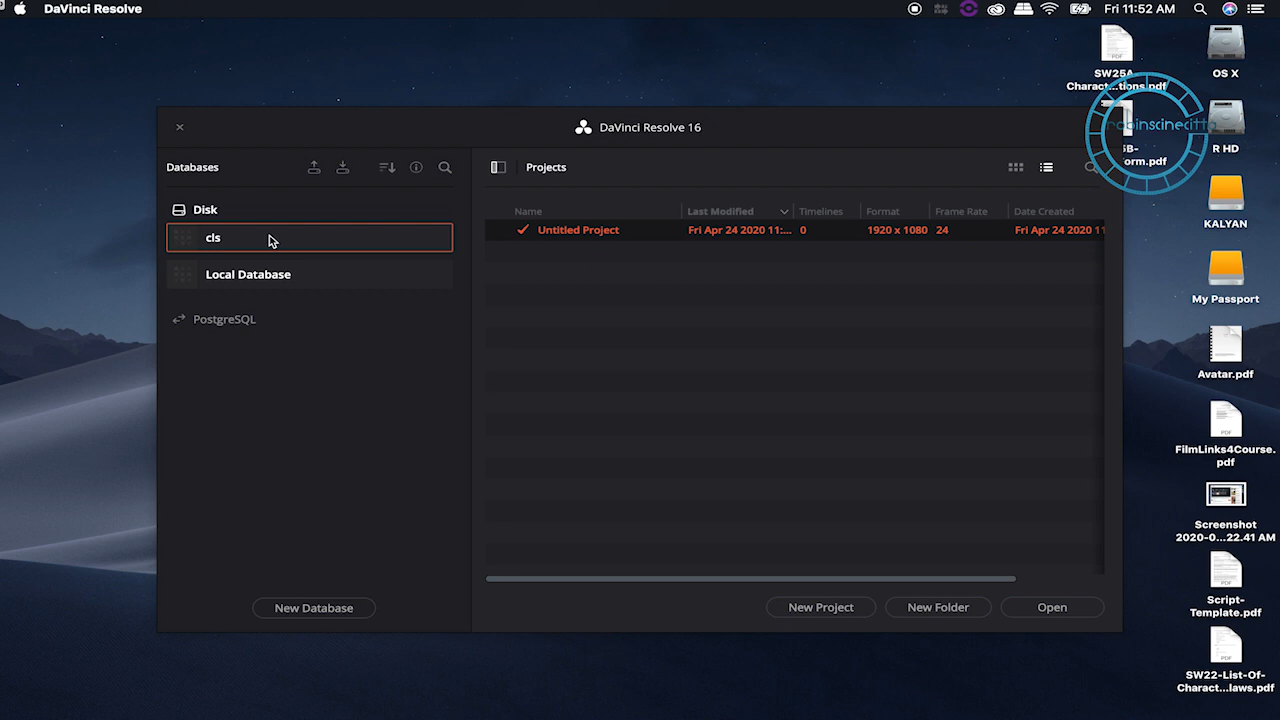 DaVinci Resolve
Fri 11:52 AM
DaVinci Resolve 16
Databases
Projects
Disk
cls
Local Database
PostgreSQL
New Database
Name
Last Modified
Timelines
Format
Frame Rate
Date Created
Untitled Project
Fri Apr 24 2020 11:...
0
1920 x 1080
24
Fri Apr 24 2020 11
New Project
New Folder
Open
SW25A
Charact...tions.pdf
OS X
R HD
KALYAN
My Passport
Avatar.pdf
PDF
FilmLinks4Course.
pdf
Screenshot
2020-0...22.41 AM
Script-
Template.pdf
PDF
SW22-List-Of-
Charact...laws.pdf
PDF
robinscinecitta